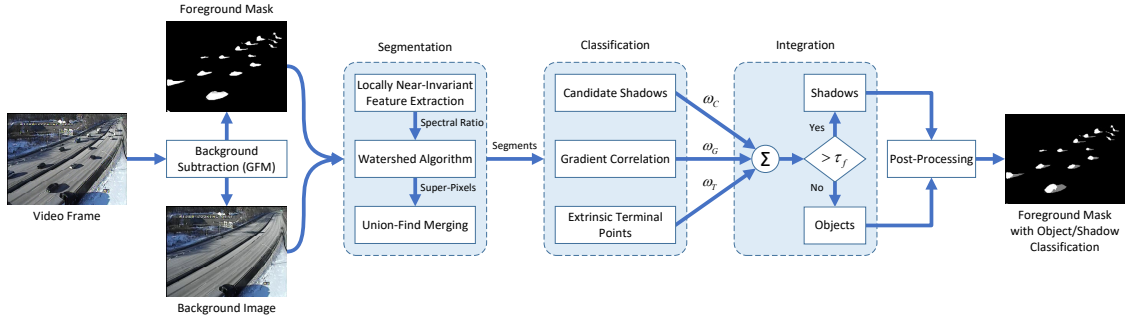 Foreground Mask
Video Frame
Background
Subtraction (GFM)
Background Image
Segmentation
Locally Near-Invariant
Feature Extraction
Spectral Ratio
Watershed Algorithm
Super-Pixels
Union-Find Merging
Segments
Classification
Candidate Shadows
Gradient Correlation
Extrinsic Terminal
Points
ω_C
ω_G
ω_T
Integration
Σ
Shadows
Yes
> τ_f
No
Objects
Post-Processing
Foreground Mask
with Object/Shadow
Classification